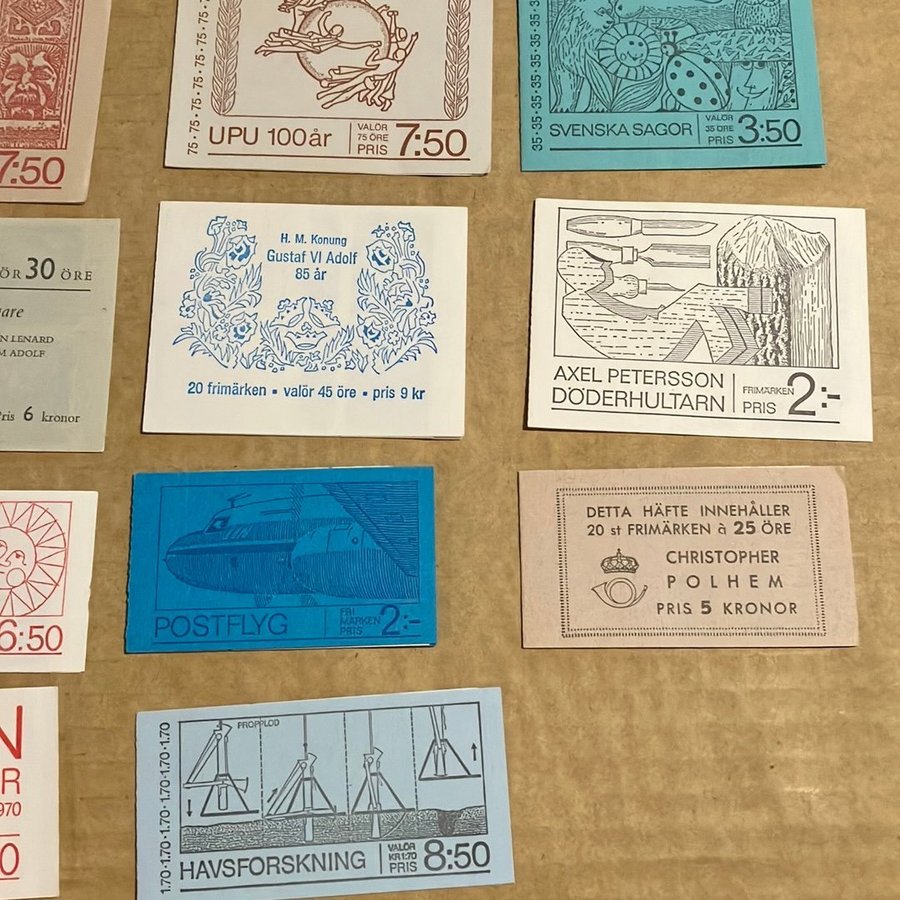 7:50
75·75·75·75·75·75·75
UPU 100 år
VALÖR
75 ÖRE
PRIS 7:50
35·35·35·35·35·35·35
SVENSKA SAGOR
VALÖR
35 ÖRE
PRIS 3:50
ÖR 30 ÖRE
are
N LENARD
M ADOLF
ris 6 kronor
H. M. Konung
Gustaf VI Adolf
85 år
20 frimärken ▪ valör 45 öre ▪ pris 9 kr
AXEL PETERSSON
DÖDERHULTARN
FRIMÄRKEN
PRIS 2:-
6:50
POSTFLYG
FRI
MÄRKEN
PRIS 2:-
DETTA HÄFTE INNEHÅLLER
20 st FRIMÄRKEN à 25 ÖRE
CHRISTOPHER
POLHEM
PRIS 5 KRONOR
N
R
970
0
1.70·1.70·1.70·1.70·1.70
PROPPLOD
HAVSFORSKNING
VALÖR
KR 1:70
PRIS 8:50